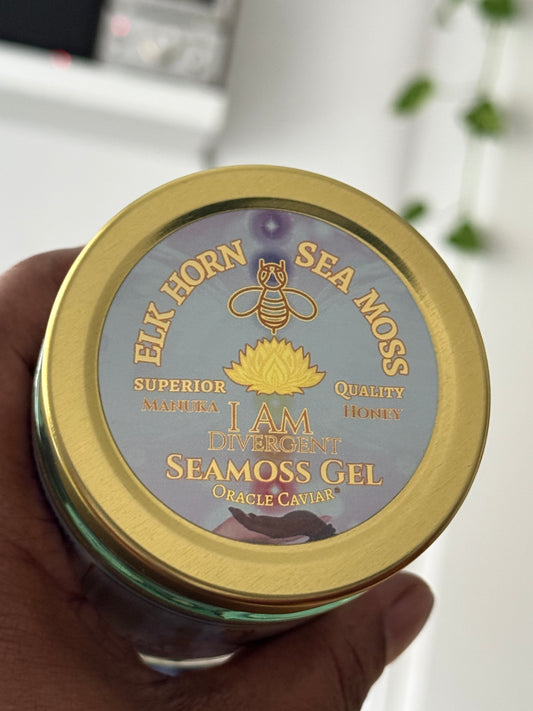 ELK HORN SEA MOSS
SUPERIOR QUALITY
MANUKA HONEY
I AM
DIVERGENT
SEAMOSS GEL
ORACLE CAVIAR®